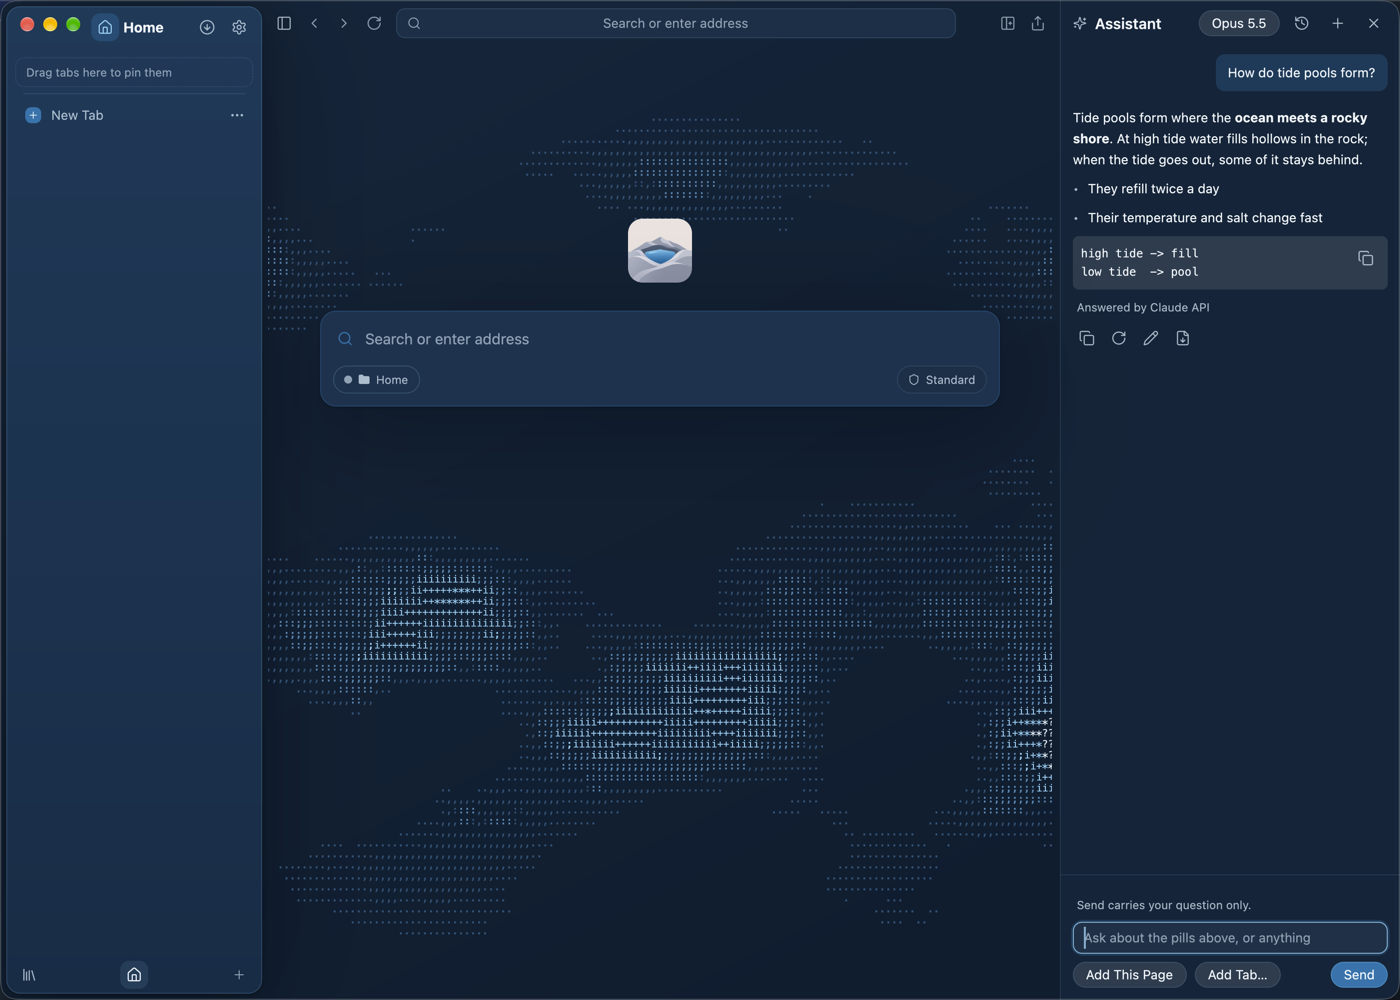 Home
Search or enter address
Assistant
Opus 5.5
Drag tabs here to pin them
New Tab
Search or enter address
Home
Standard
How do tide pools form?
Tide pools form where the ocean meets a rocky
shore. At high tide water fills hollows in the rock;
when the tide goes out, some of it stays behind.
• They refill twice a day
• Their temperature and salt change fast
high tide -> fill
low tide  -> pool
Answered by Claude API
Send carries your question only.
Ask about the pills above, or anything
Add This Page
Add Tab...
Send